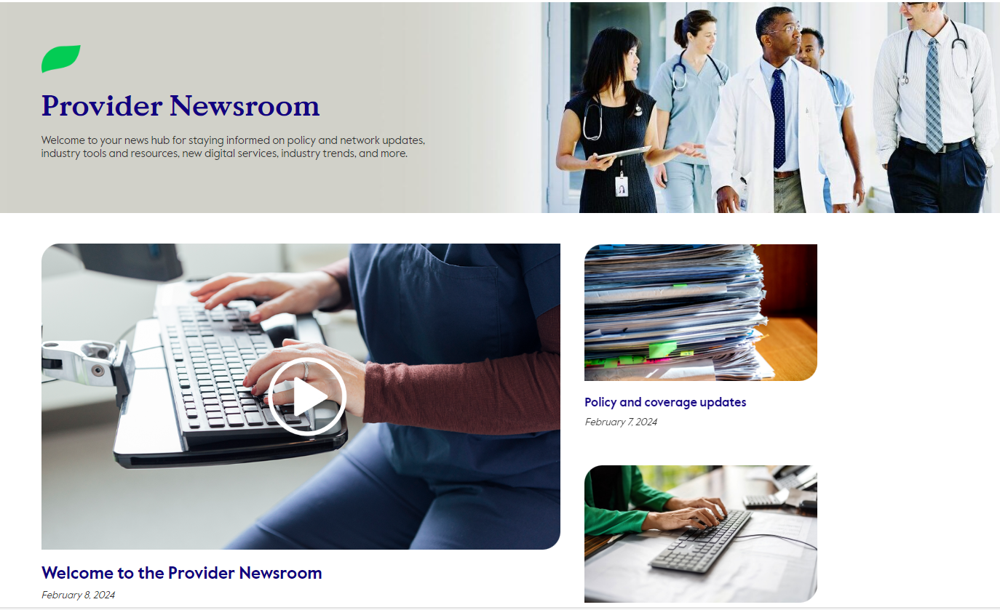 Provider Newsroom
Welcome to your news hub for staying informed on policy and network updates,
industry tools and resources, new digital services, industry trends, and more.
Welcome to the Provider Newsroom
February 8, 2024
Policy and coverage updates
February 7, 2024